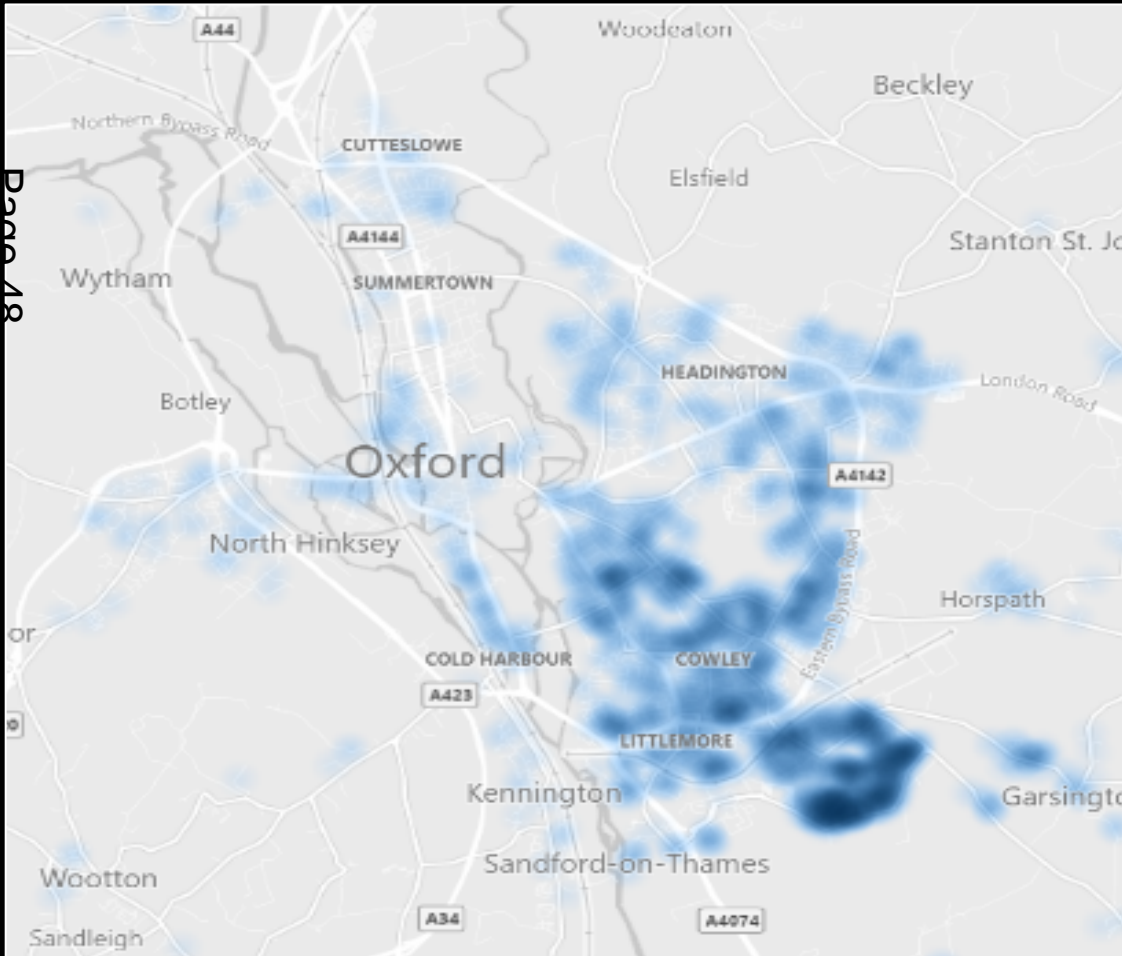 Woodeaton
A44
Beckley
Northern Bypass Road
CUTTESLOWE
Elsfield
Page 48
A4144
Stanton St. Jo
Wytham
SUMMERTOWN
HEADINGTON
London Road
Botley
Oxford
A4142
North Hinksey
Eastern Bypass Road
Horspath
or
COLD HARBOUR
COWLEY
A423
LITTLEMORE
Kennington
Garsingto
Sandford-on-Thames
Wootton
A34
A4074
Sandleigh